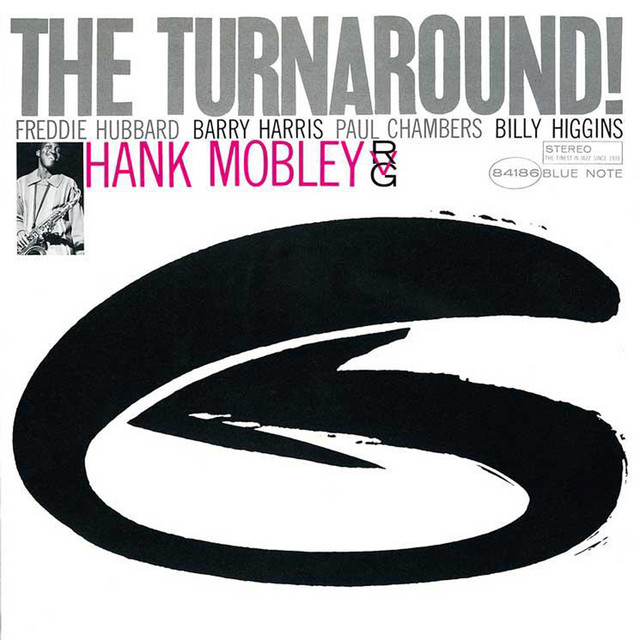 THE TURNAROUND!
FREDDIE HUBBARD BARRY HARRIS PAUL CHAMBERS BILLY HIGGINS
HANK MOBLEY RVG
STEREO
THE FINEST IN JAZZ SINCE 1939
84186 BLUE NOTE